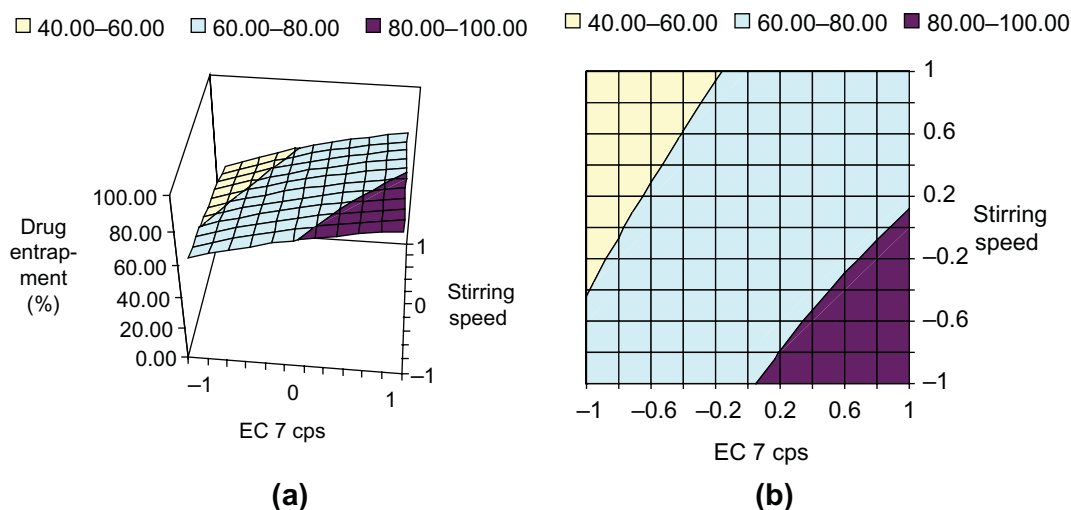 40.00–60.00 60.00–80.00 80.00–100.00
100.00
80.00
60.00
40.00
20.00
0.00
Drug
entrap-
ment
(%)
–1
0
1
EC 7 cps
1
0
–1
Stirring
speed
(a)
40.00–60.00 60.00–80.00 80.00–100.00
1
0.6
0.2
–0.2
–0.6
–1
Stirring
speed
–1 –0.6 –0.2 0.2 0.6 1
EC 7 cps
(b)